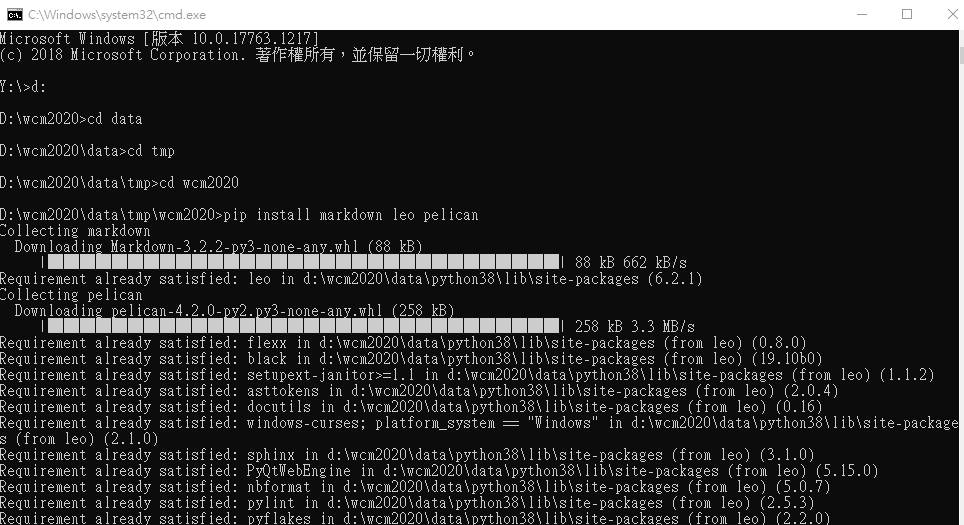 C:\Windows\system32\cmd.exe
Microsoft Windows [版本 10.0.17763.1217]
(c) 2018 Microsoft Corporation. 著作權所有，並保留一切權利。
Y:\>d:
D:\wcm2020>cd data
D:\wcm2020\data>cd tmp
D:\wcm2020\data\tmp>cd wcm2020
D:\wcm2020\data\tmp\wcm2020>pip install markdown leo pelican
Collecting markdown
Downloading Markdown-3.2.2-py3-none-any.whl (88 kB)
| 88 kB 662 kB/s
Requirement already satisfied: leo in d:\wcm2020\data\python38\lib\site-packages (6.2.1)
Collecting pelican
Downloading pelican-4.2.0-py2.py3-none-any.whl (258 kB)
| 258 kB 3.3 MB/s
Requirement already satisfied: flexx in d:\wcm2020\data\python38\lib\site-packages (from leo) (0.8.0)
Requirement already satisfied: black in d:\wcm2020\data\python38\lib\site-packages (from leo) (19.10b0)
Requirement already satisfied: setupext-janitor>=1.1 in d:\wcm2020\data\python38\lib\site-packages (from leo) (1.1.2)
Requirement already satisfied: asttokens in d:\wcm2020\data\python38\lib\site-packages (from leo) (2.0.4)
Requirement already satisfied: docutils in d:\wcm2020\data\python38\lib\site-packages (from leo) (0.16)
Requirement already satisfied: windows-curses; platform_system == "Windows" in d:\wcm2020\data\python38\lib\site-package
s (from leo) (2.1.0)
Requirement already satisfied: sphinx in d:\wcm2020\data\python38\lib\site-packages (from leo) (3.1.0)
Requirement already satisfied: PyQtWebEngine in d:\wcm2020\data\python38\lib\site-packages (from leo) (5.15.0)
Requirement already satisfied: nbformat in d:\wcm2020\data\python38\lib\site-packages (from leo) (5.0.7)
Requirement already satisfied: pylint in d:\wcm2020\data\python38\lib\site-packages (from leo) (2.5.3)
Requirement already satisfied: pyflakes in d:\wcm2020\data\python38\lib\site-packages (from leo) (2.2.0)